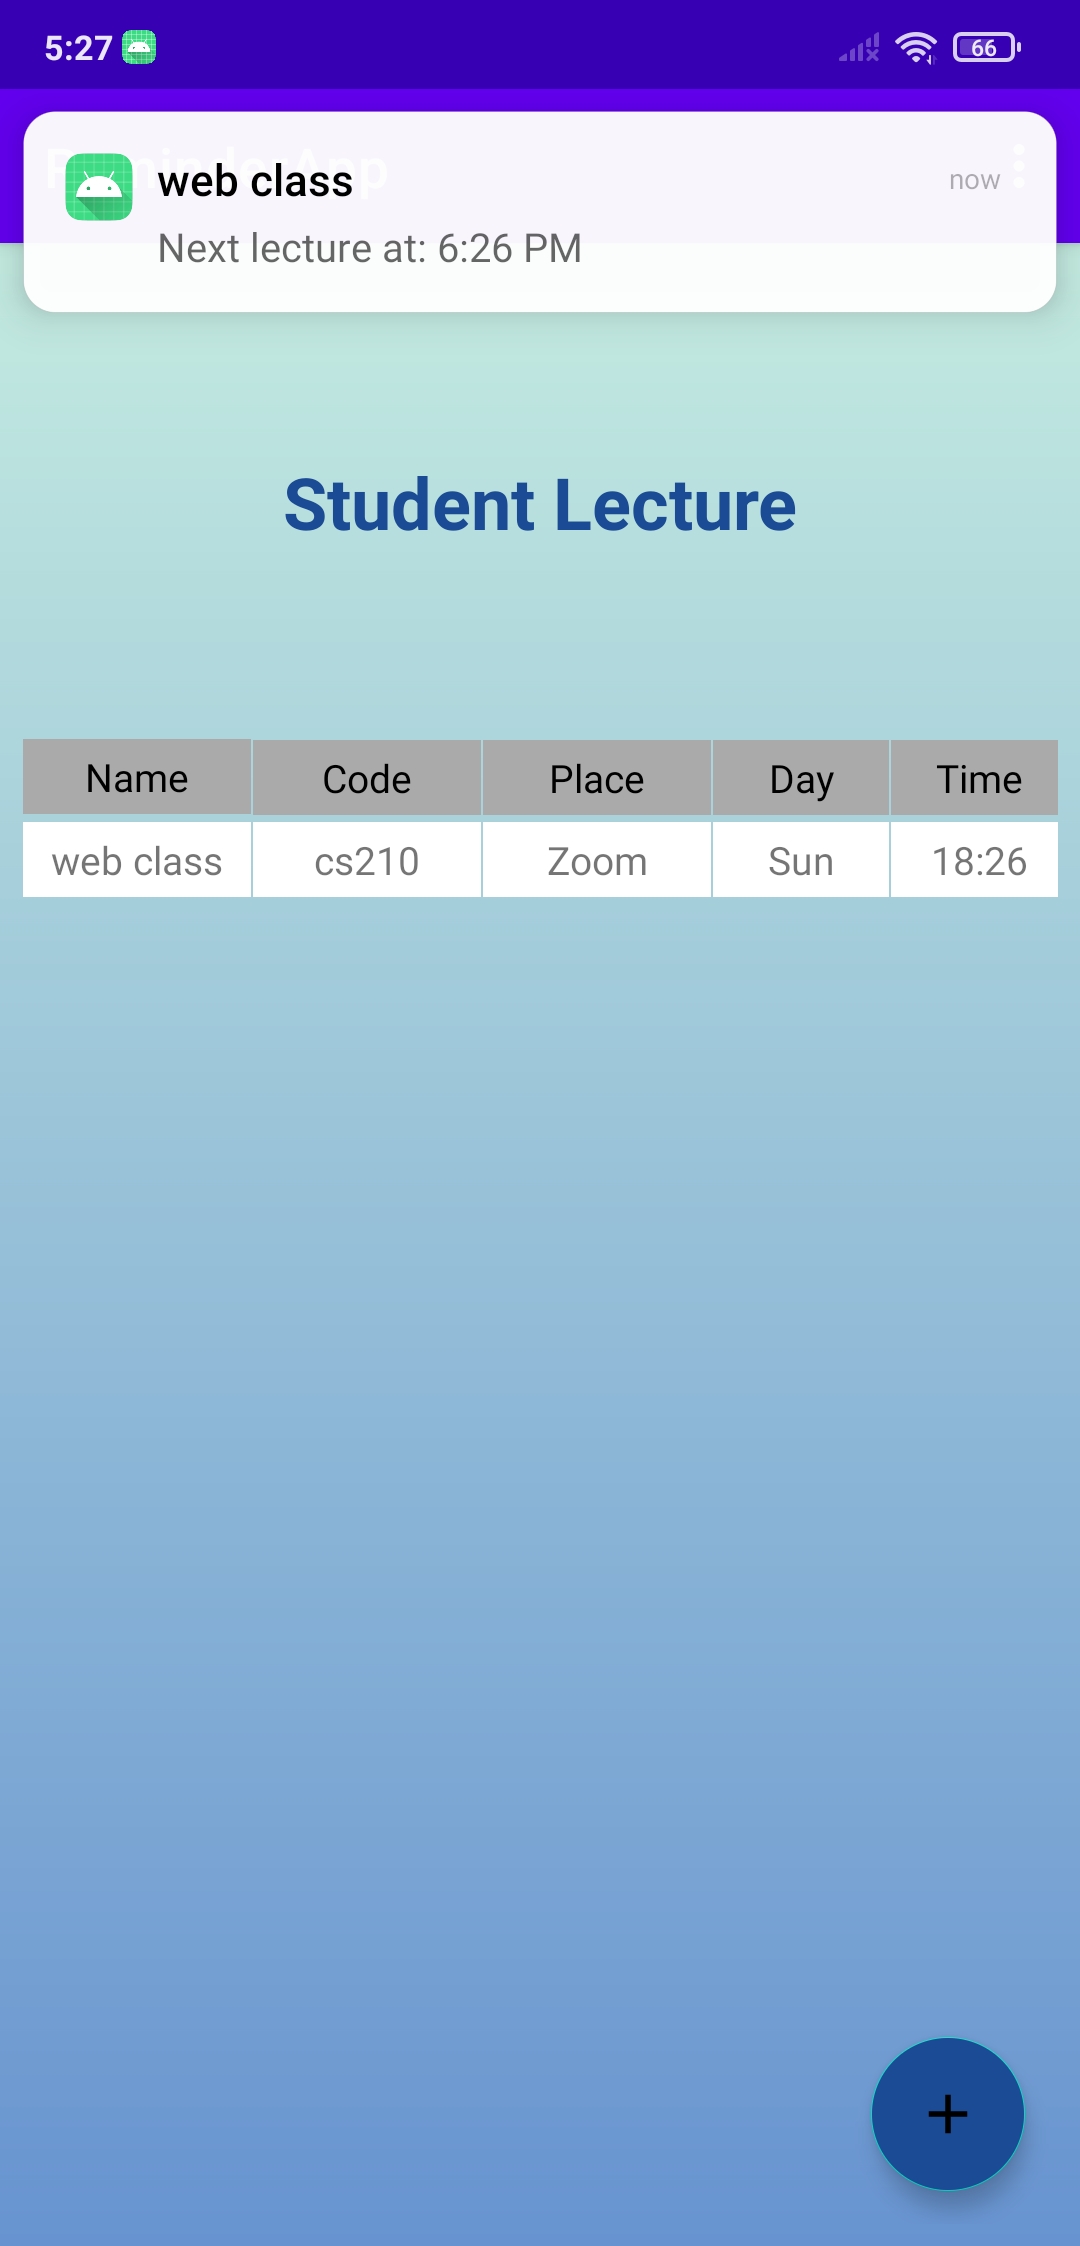 5:27
66
ReminderApp
web class
now
Next lecture at: 6:26 PM
Student Lecture
Name Code Place Day Time
web class cs210 Zoom Sun 18:26